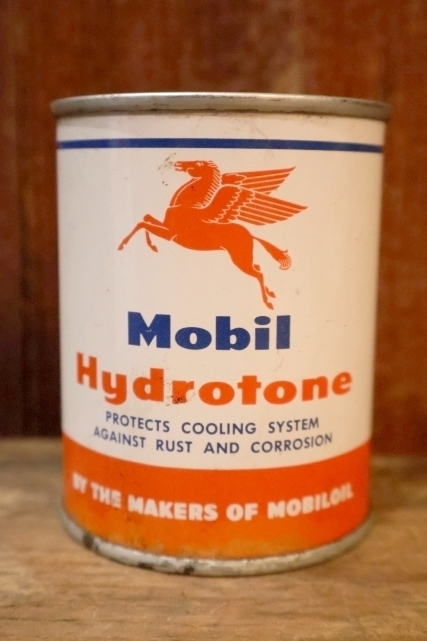 Mobil
Hydrotone
PROTECTS COOLING SYSTEM
AGAINST RUST AND CORROSION
BY THE MAKERS OF MOBILOIL